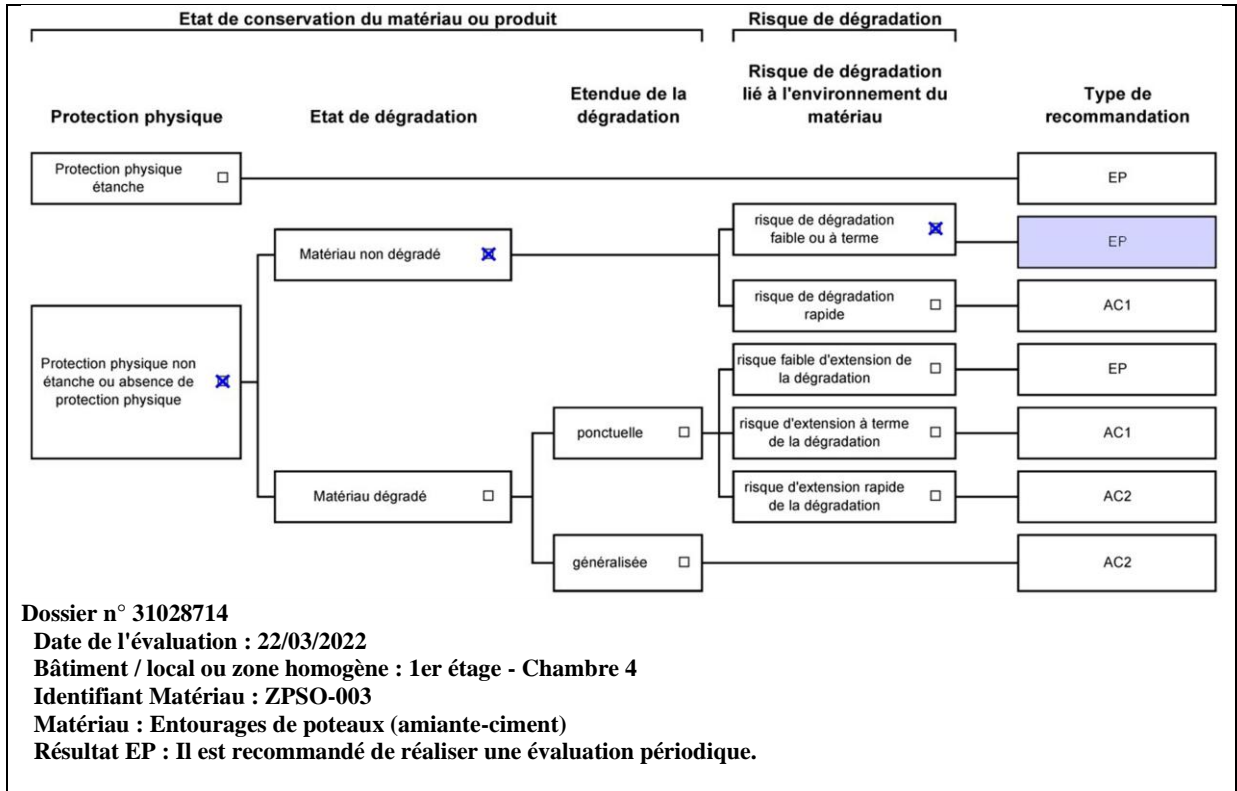 Etat de conservation du matériau ou produit
Risque de dégradation
Protection physique
Etat de dégradation
Etendue de la
dégradation
Risque de dégradation
lié à l'environnement du
matériau
Type de
recommandation
Protection physique
étanche
EP
risque de dégradation
faible ou à terme
EP
Matériau non dégradé
risque de dégradation
rapide
AC1
Protection physique non
étanche ou absence de
protection physique
risque faible d'extension de
la dégradation
EP
ponctuelle
risque d'extension à terme
de la dégradation
AC1
Matériau dégradé
risque d'extension rapide
de la dégradation
AC2
généralisée
AC2
Dossier n° 31028714
Date de l'évaluation : 22/03/2022
Bâtiment / local ou zone homogène : 1er étage - Chambre 4
Identifiant Matériau : ZPSO-003
Matériau : Entourages de poteaux (amiante-ciment)
Résultat EP : Il est recommandé de réaliser une évaluation périodique.